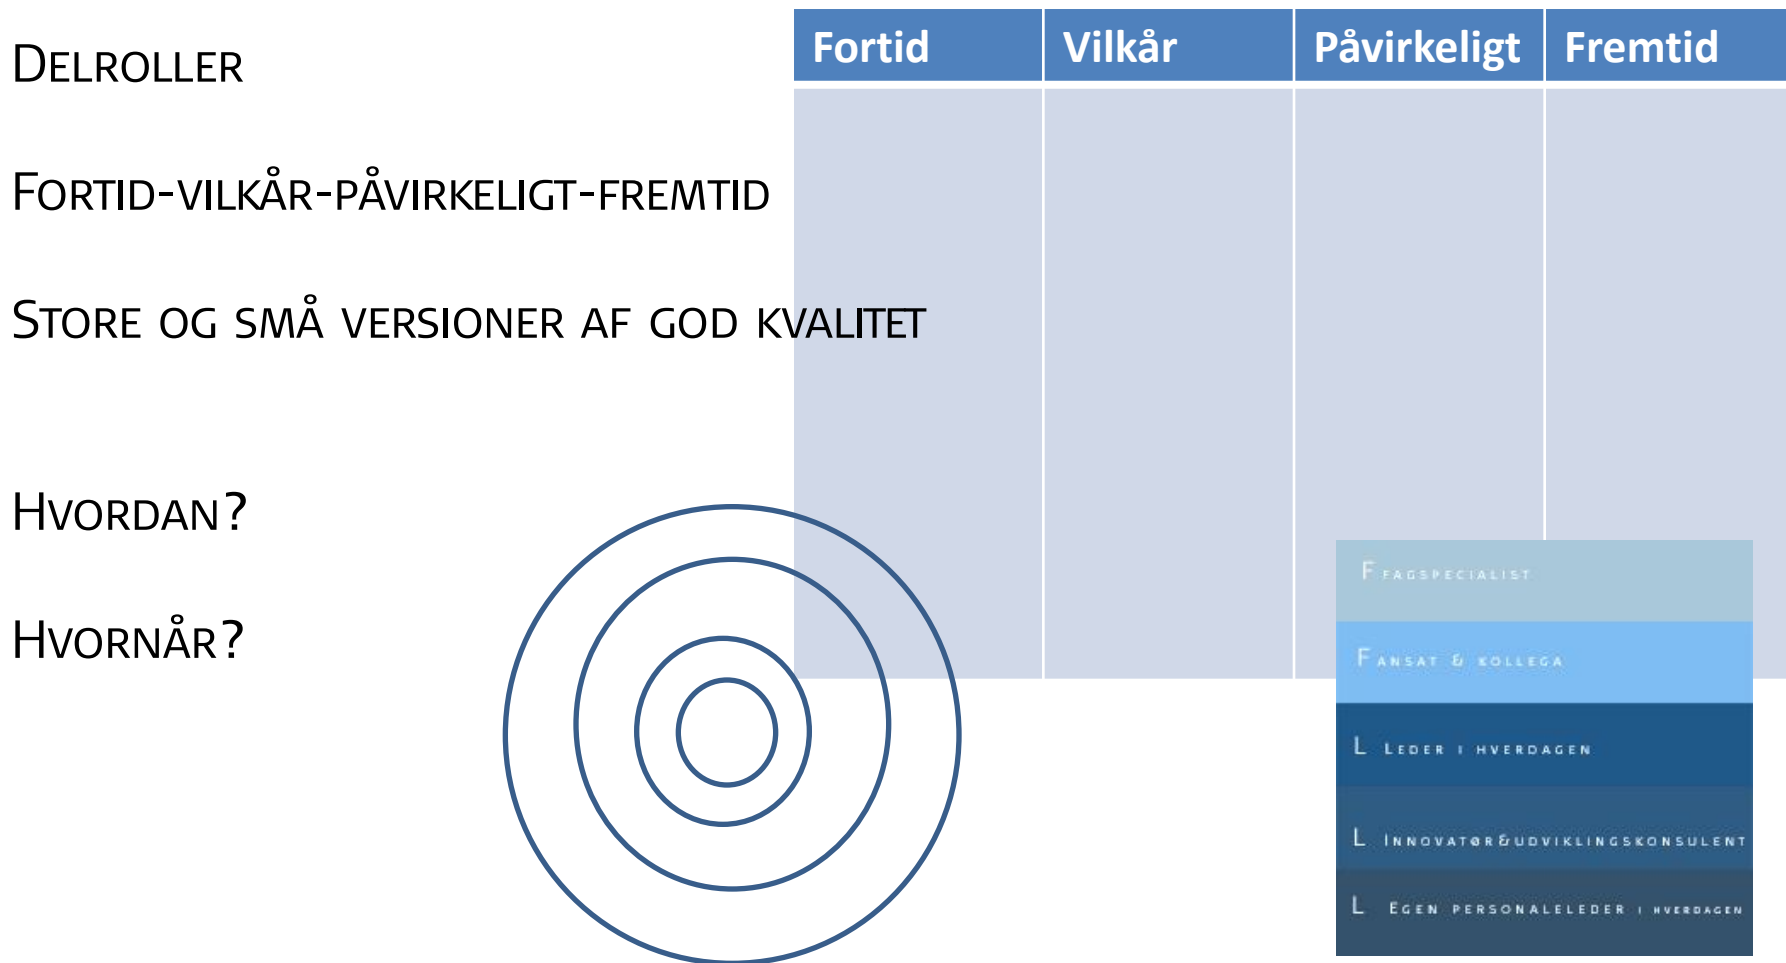 DELROLLER
FORTID-VILKÅR-PÅVIRKELIGT-FREMTID
STORE OG SMÅ VERSIONER AF GOD KVALITET
HVORDAN?
HVORNÅR?
Fortid Vilkår Påvirkeligt Fremtid
F FAGSPECIALIST
F ANSAT & KOLLEGA
L LEDER I HVERDAGEN
L INNOVATØR&UDVIKLINGSKONSULENT
L EGEN PERSONALELEDER I HVERDAGEN